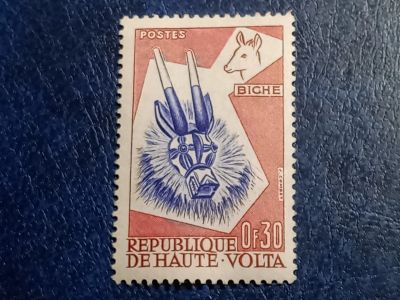 POSTES
BICHE
0F30
REPUBLIQUE
DE HAUTE·VOLTA